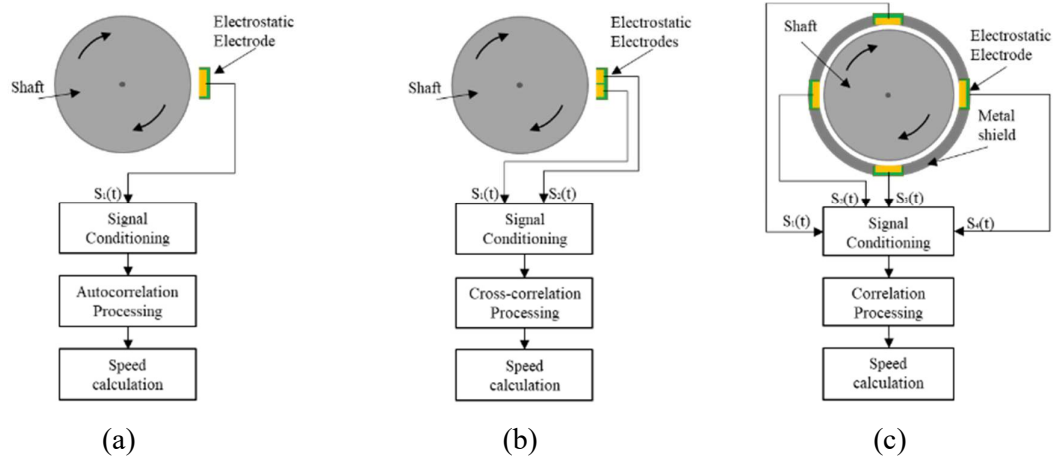 Electrostatic
Electrode
Shaft
S₁(t)
Signal
Conditioning
Autocorrelation
Processing
Speed
calculation
(a)
Electrostatic
Electrodes
Shaft
S₁(t)
S₂(t)
Signal
Conditioning
Cross-correlation
Processing
Speed
calculation
(b)
Shaft
Electrostatic
Electrode
Metal
shield
S₂(t)
S₃(t)
S₁(t)
S₄(t)
Signal
Conditioning
Correlation
Processing
Speed
calculation
(c)